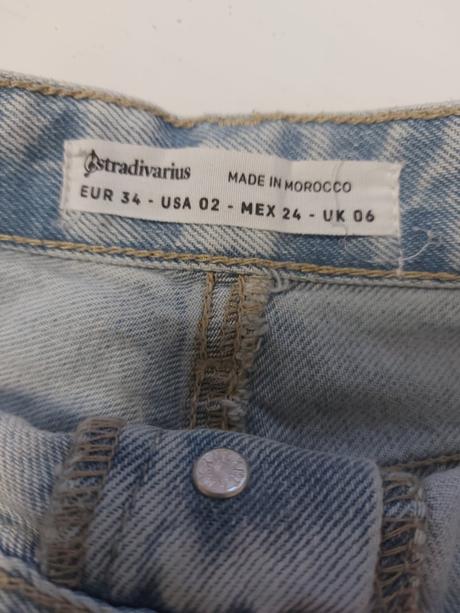 stradivarius MADE IN MOROCCO
EUR 34 - USA 02 - MEX 24 - UK 06